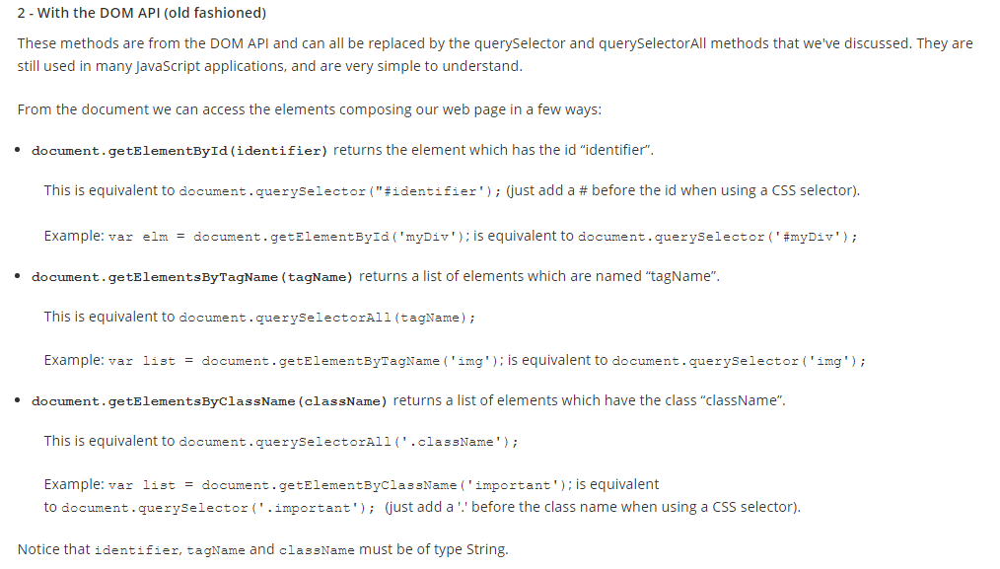 2 - With the DOM API (old fashioned)
These methods are from the DOM API and can all be replaced by the querySelector and querySelectorAll methods that we've discussed. They are
still used in many JavaScript applications, and are very simple to understand.
From the document we can access the elements composing our web page in a few ways:
• document.getElementById(identifier) returns the element which has the id “identifier”.
This is equivalent to document.querySelector("#identifier'); (just add a # before the id when using a CSS selector).
Example: var elm = document.getElementById('myDiv'); is equivalent to document.querySelector('#myDiv');
• document.getElementsByTagName(tagName) returns a list of elements which are named “tagName”.
This is equivalent to document.querySelectorAll(tagName);
Example: var list = document.getElementByTagName('img'); is equivalent to document.querySelector('img');
• document.getElementsByClassName(className) returns a list of elements which have the class “className”.
This is equivalent to document.querySelectorAll('.className');
Example: var list = document.getElementByClassName('important'); is equivalent
to document.querySelector('.important'); (just add a '.' before the class name when using a CSS selector).
Notice that identifier, tagName and className must be of type String.